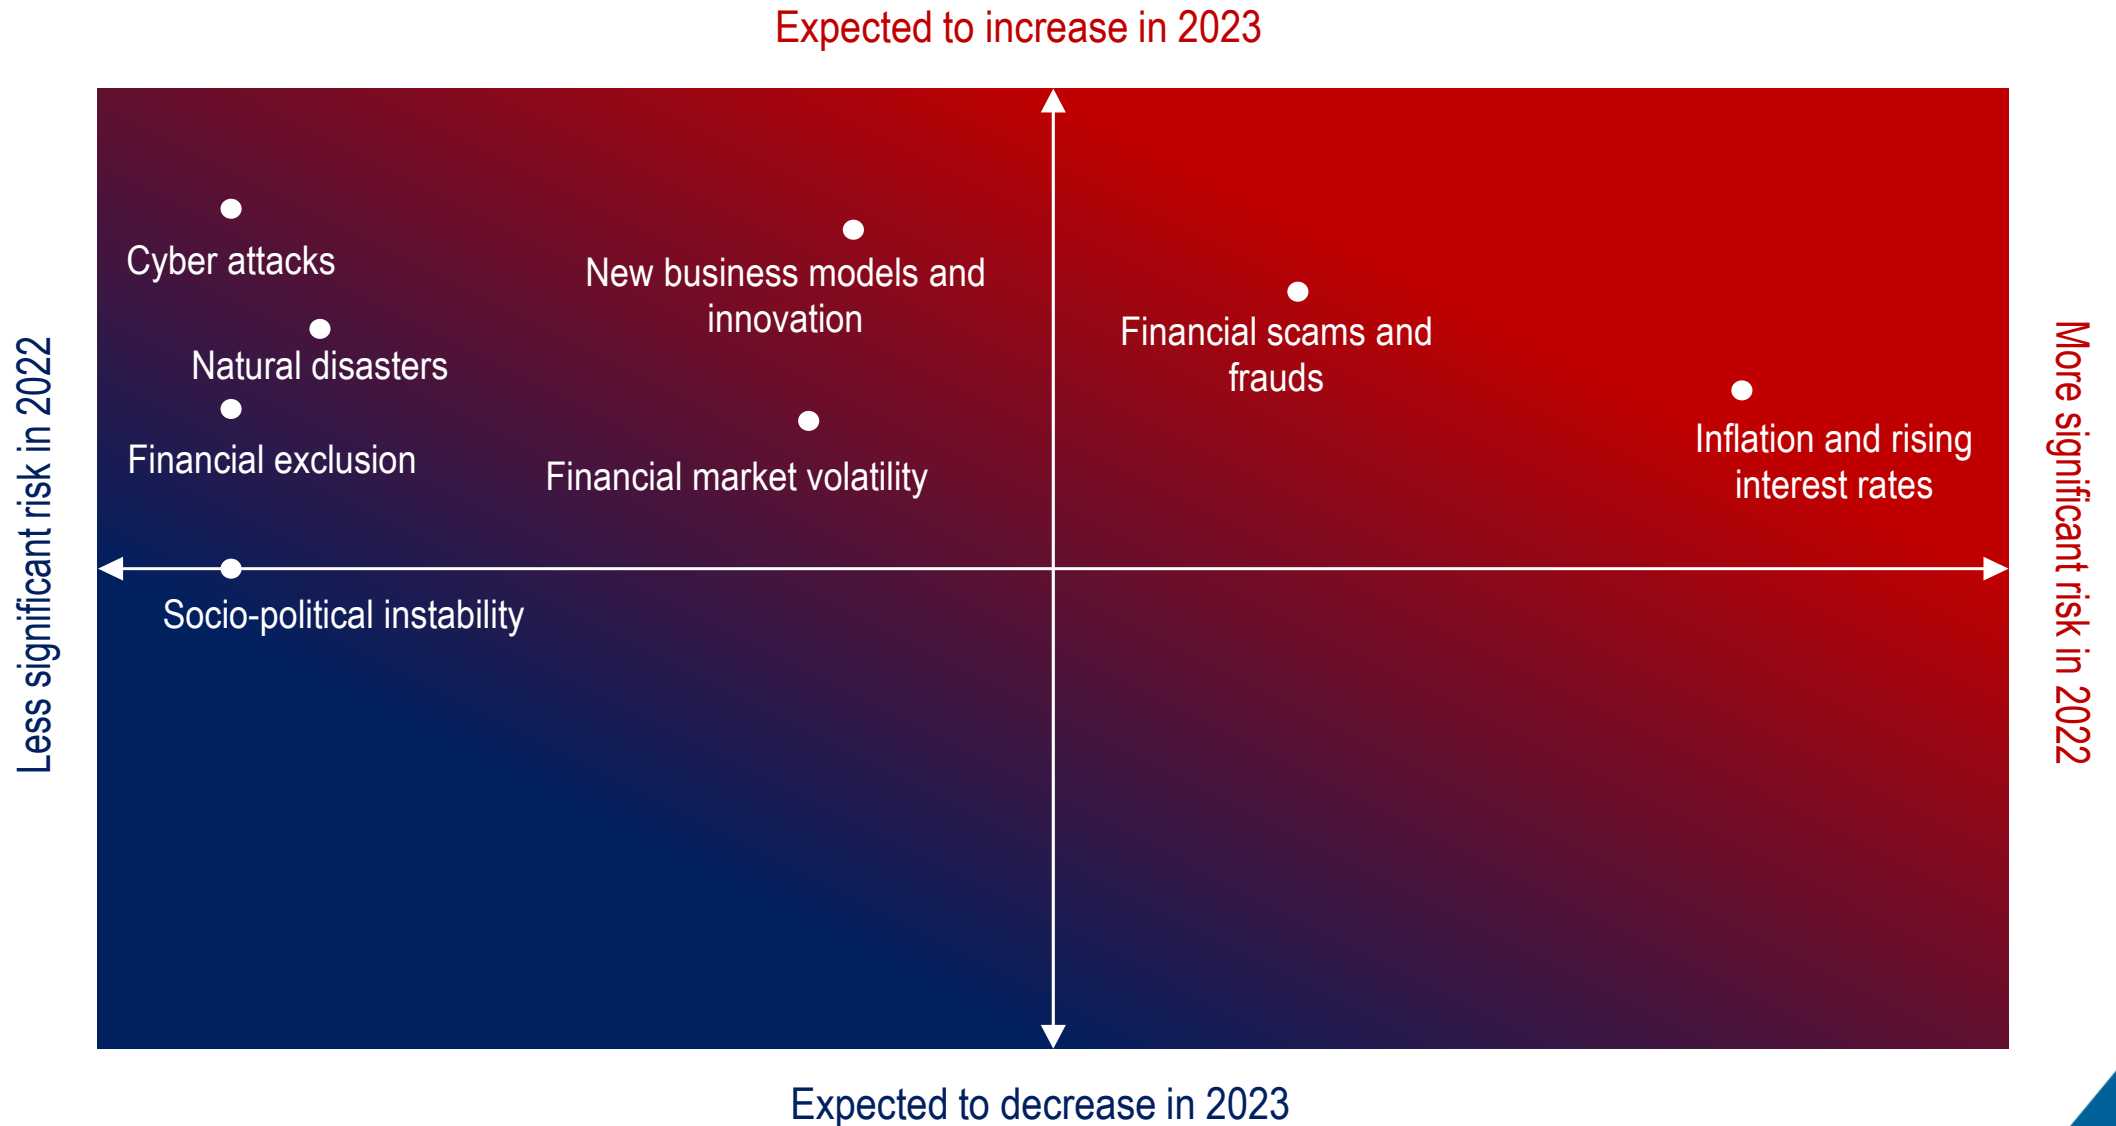 Expected to increase in 2023
Cyber attacks
New business models and
innovation
Natural disasters
Financial scams and
frauds
Financial exclusion
Financial market volatility
Inflation and rising
interest rates
Less significant risk in 2022
More significant risk in 2022
Socio-political instability
Expected to decrease in 2023